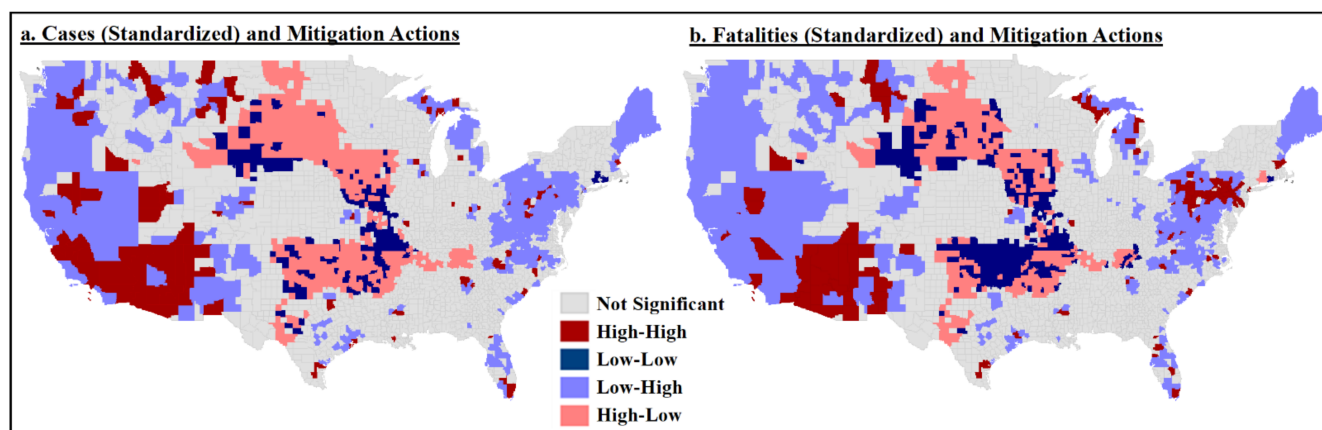 a. Cases (Standardized) and Mitigation Actions
b. Fatalities (Standardized) and Mitigation Actions
Not Significant
High-High
Low-Low
Low-High
High-Low